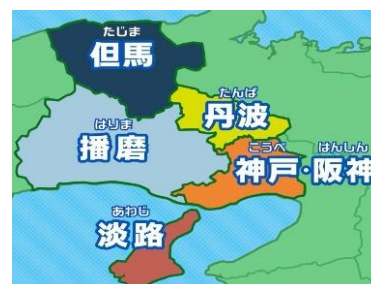 たじま
但馬
たんば
丹波
はりま
播磨
こうべ はんしん
神戸・阪神
あわじ
淡路